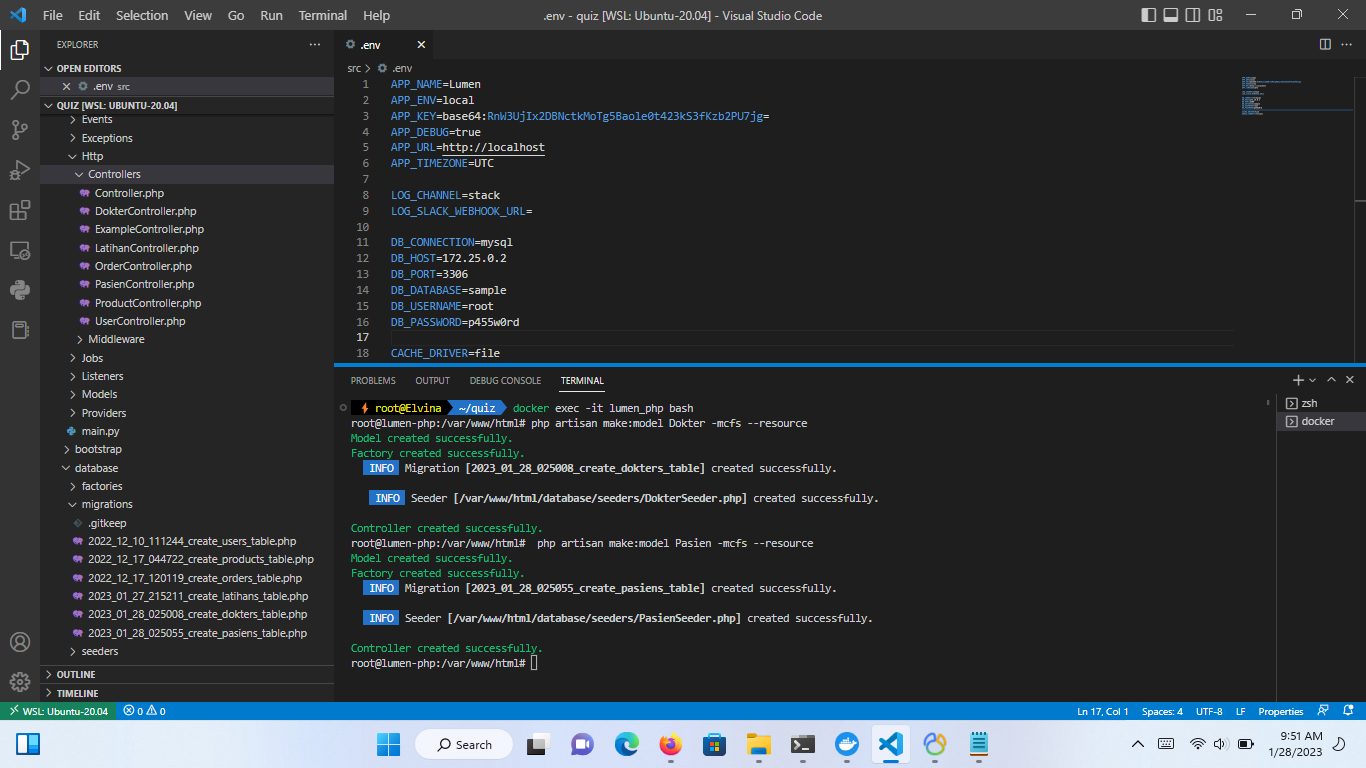 File Edit Selection View Go Run Terminal Help
.env - quiz [WSL: Ubuntu-20.04] - Visual Studio Code
EXPLORER
OPEN EDITORS
.env src
QUIZ [WSL: UBUNTU-20.04]
Events
Exceptions
Http
Controllers
Controller.php
DokterController.php
ExampleController.php
LatihanController.php
OrderController.php
PasienController.php
ProductController.php
UserController.php
Middleware
Jobs
Listeners
Models
Providers
main.py
bootstrap
database
factories
migrations
.gitkeep
2022_12_10_111244_create_users_table.php
2022_12_17_044722_create_products_table.php
2022_12_17_120119_create_orders_table.php
2023_01_27_215211_create_latihans_table.php
2023_01_28_025008_create_dokters_table.php
2023_01_28_025055_create_pasiens_table.php
seeders
OUTLINE
TIMELINE
.env
src > .env
1 APP_NAME=Lumen
2 APP_ENV=local
3 APP_KEY=base64:RnW3UjIx2DBNctkMoTg5Baole0t423kS3fKzb2PU7jg=
4 APP_DEBUG=true
5 APP_URL=http://localhost
6 APP_TIMEZONE=UTC
7
8 LOG_CHANNEL=stack
9 LOG_SLACK_WEBHOOK_URL=
10
11 DB_CONNECTION=mysql
12 DB_HOST=172.25.0.2
13 DB_PORT=3306
14 DB_DATABASE=sample
15 DB_USERNAME=root
16 DB_PASSWORD=p455w0rd
17
18 CACHE_DRIVER=file
PROBLEMS OUTPUT DEBUG CONSOLE TERMINAL
root@Elvina ~/quiz docker exec -it lumen_php bash
root@lumen-php:/var/www/html# php artisan make:model Dokter -mcfs --resource
Model created successfully.
Factory created successfully.
INFO Migration [2023_01_28_025008_create_dokters_table] created successfully.
INFO Seeder [/var/www/html/database/seeders/DokterSeeder.php] created successfully.
Controller created successfully.
root@lumen-php:/var/www/html# php artisan make:model Pasien -mcfs --resource
Model created successfully.
Factory created successfully.
INFO Migration [2023_01_28_025055_create_pasiens_table] created successfully.
INFO Seeder [/var/www/html/database/seeders/PasienSeeder.php] created successfully.
Controller created successfully.
root@lumen-php:/var/www/html#
zsh
docker
WSL: Ubuntu-20.04 0 0
Ln 17, Col 1 Spaces: 4 UTF-8 LF Properties
Search
9:51 AM
1/28/2023